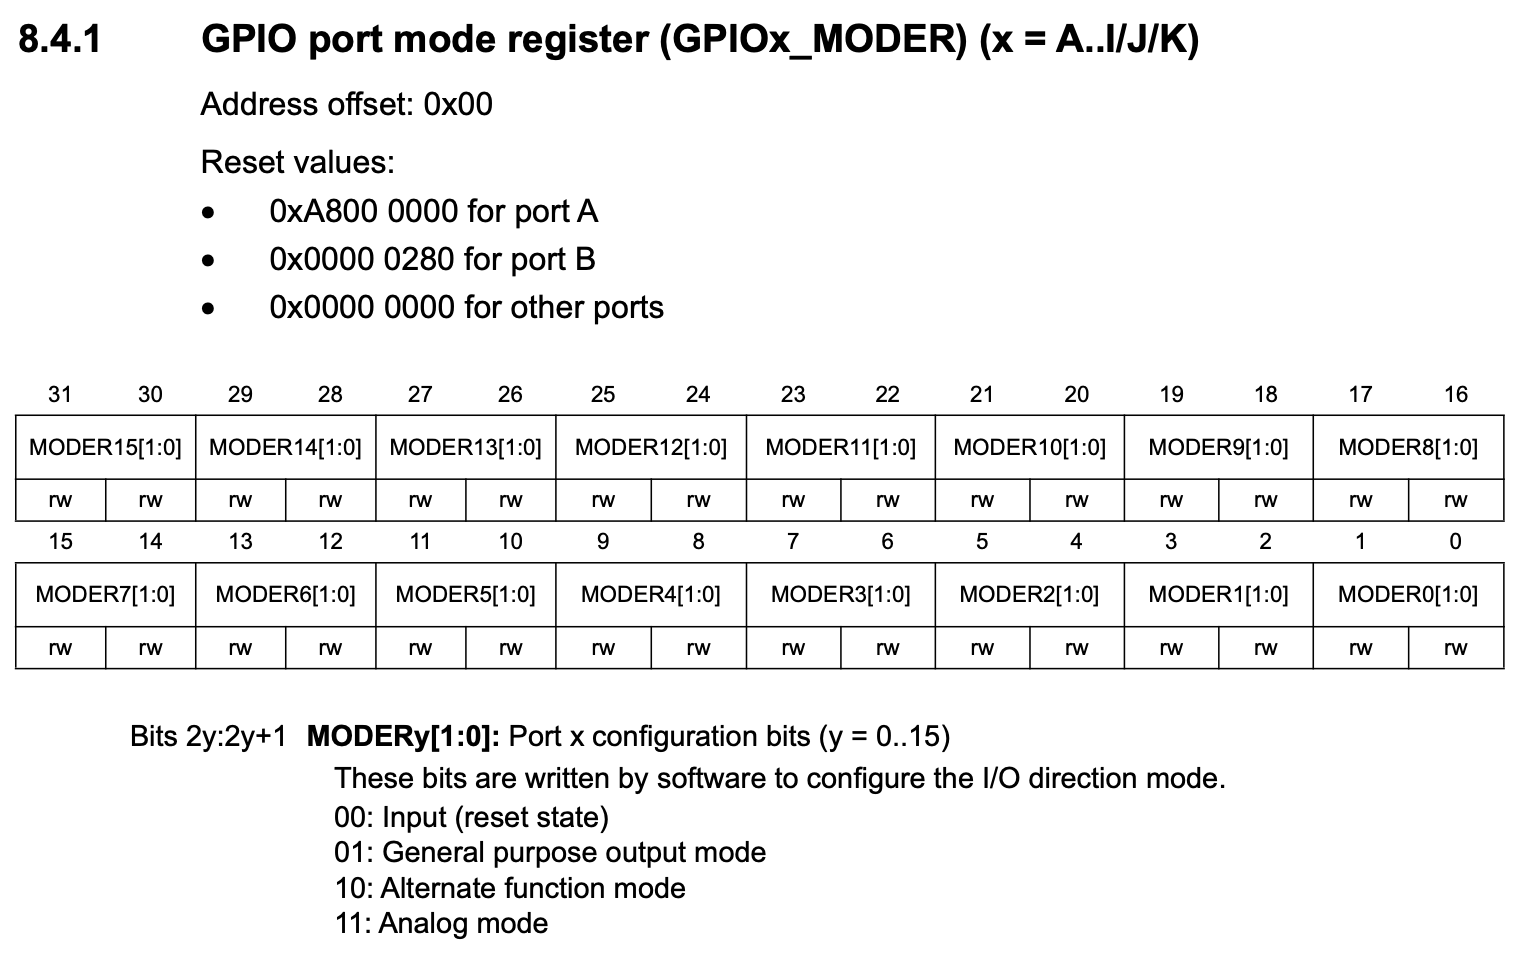 8.4.1 GPIO port mode register (GPIOx_MODER) (x = A..I/J/K)
Address offset: 0x00
Reset values:
• 0xA800 0000 for port A
• 0x0000 0280 for port B
• 0x0000 0000 for other ports
31 30 29 28 27 26 25 24 23 22 21 20 19 18 17 16
MODER15[1:0] MODER14[1:0] MODER13[1:0] MODER12[1:0] MODER11[1:0] MODER10[1:0] MODER9[1:0] MODER8[1:0]
rw rw rw rw rw rw rw rw rw rw rw rw rw rw rw rw
15 14 13 12 11 10 9 8 7 6 5 4 3 2 1 0
MODER7[1:0] MODER6[1:0] MODER5[1:0] MODER4[1:0] MODER3[1:0] MODER2[1:0] MODER1[1:0] MODER0[1:0]
rw rw rw rw rw rw rw rw rw rw rw rw rw rw rw rw
Bits 2y:2y+1 MODERy[1:0]: Port x configuration bits (y = 0..15)
These bits are written by software to configure the I/O direction mode.
00: Input (reset state)
01: General purpose output mode
10: Alternate function mode
11: Analog mode